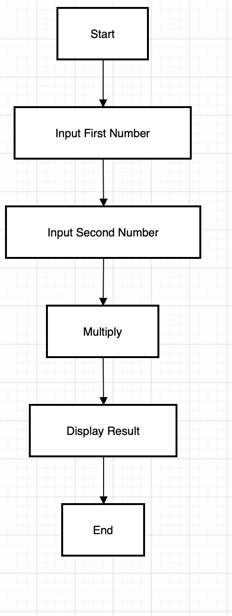 Start
Input First Number
Input Second Number
Multiply
Display Result
End